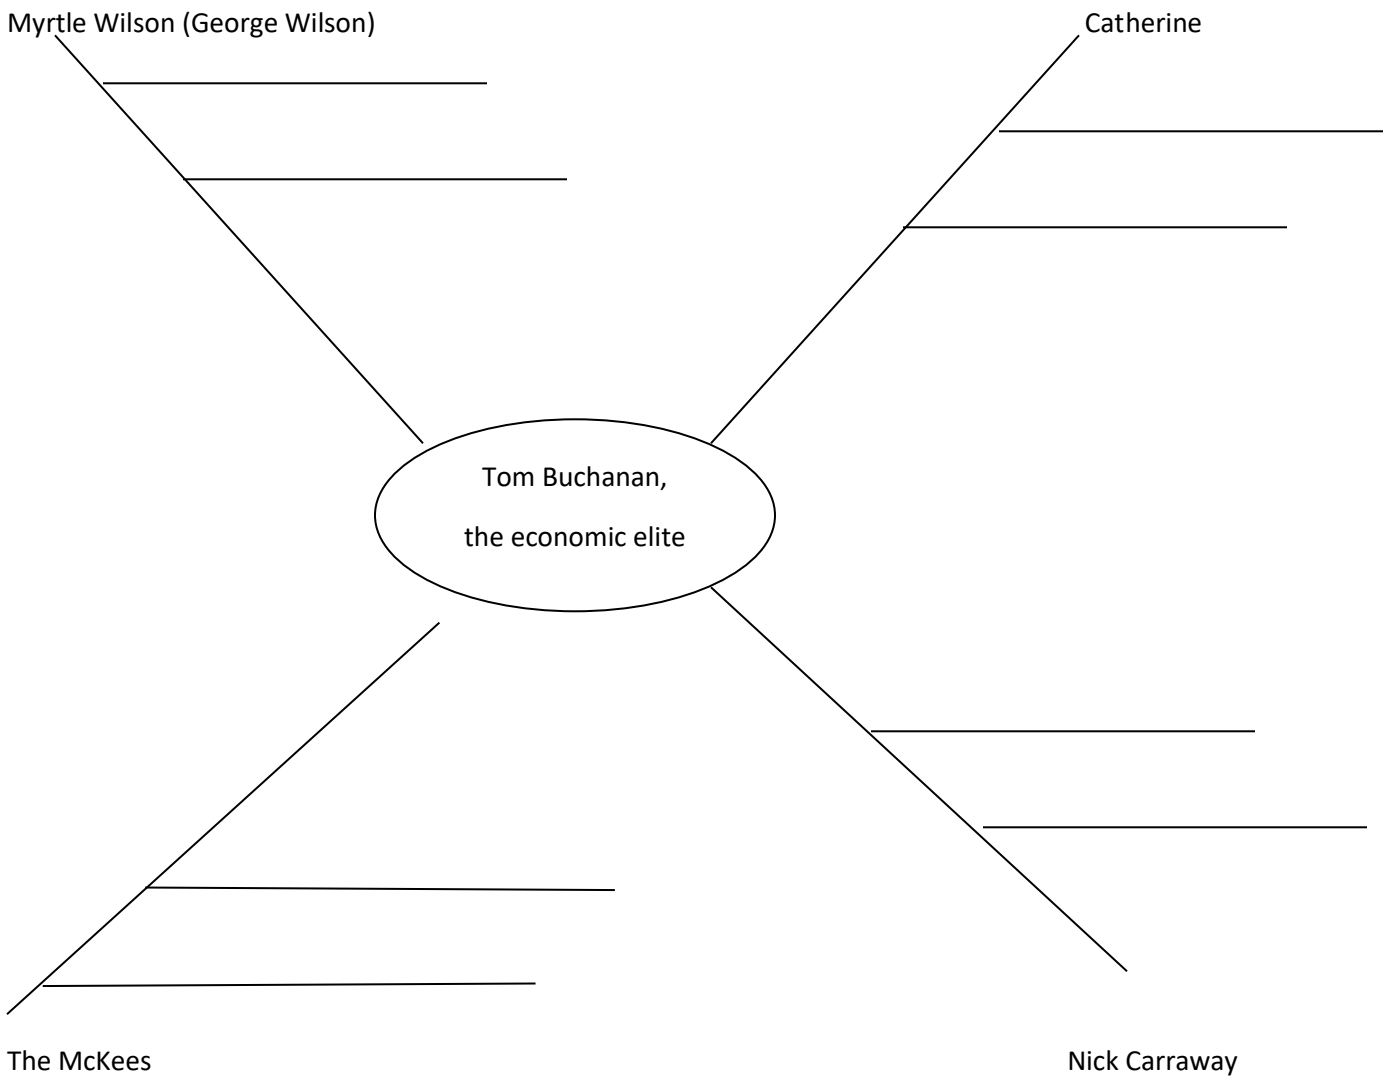 Myrtle Wilson (George Wilson)
Catherine
Tom Buchanan,
the economic elite
The McKees
Nick Carraway